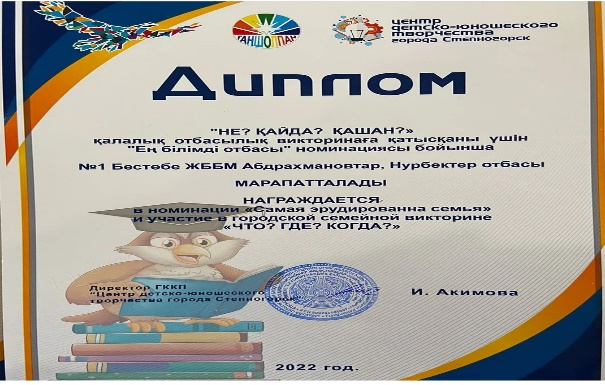 ТАҢШОЛПАН
ЦЕНТР
ДЕТСКО-ЮНОШЕСКОГО
ТВОРЧЕСТВА
города Степногорск
Диплом
"НЕ? ҚАЙДА? ҚАШАН?»
қалалық отбасылық викторинаға қатысқаны үшін
"Ең білімді отбасы" номинациясы бойынша
№1 Бестөбе ЖББМ Абдрахмановтар, Нурбектер отбасы
МАРАПАТТАЛАДЫ
НАГРАЖДАЕТСЯ
в номинации «Самая эрудированна семья»
и участие в городской семейной викторине
«ЧТО? ГДЕ? КОГДА?»
Директор ГККП
"Центр детско-юношеского
творчества города Степногорск
И. Акимова
2022 год.